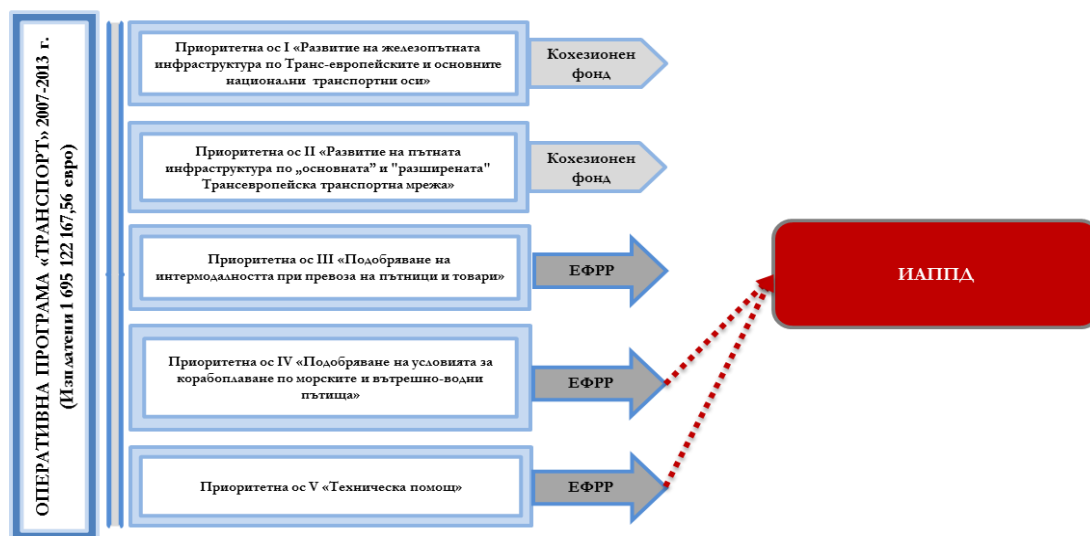 ОПЕРАТИВНА ПРОГРАМА «ТРАНСПОРТ» 2007-2013 г.
(Изплатени 1 695 122 167,56 евро)
Приоритетна ос I «Развитие на железопътната
инфраструктура по Транс-европейските и основните
национални транспортни оси»
Кохезионен
фонд
Приоритетна ос II «Развитие на пътната
инфраструктура по „основната” и "разширената"
Трансевропейска транспортна мрежа»
Кохезионен
фонд
Приоритетна ос III «Подобряване на
интермодалността при превоза на пътници и товари»
ЕФРР
Приоритетна ос IV «Подобряване на условията за
корабоплаване по морските и вътрешно-водни
пътища»
ЕФРР
Приоритетна ос V «Техническа помощ»
ЕФРР
ИАППД